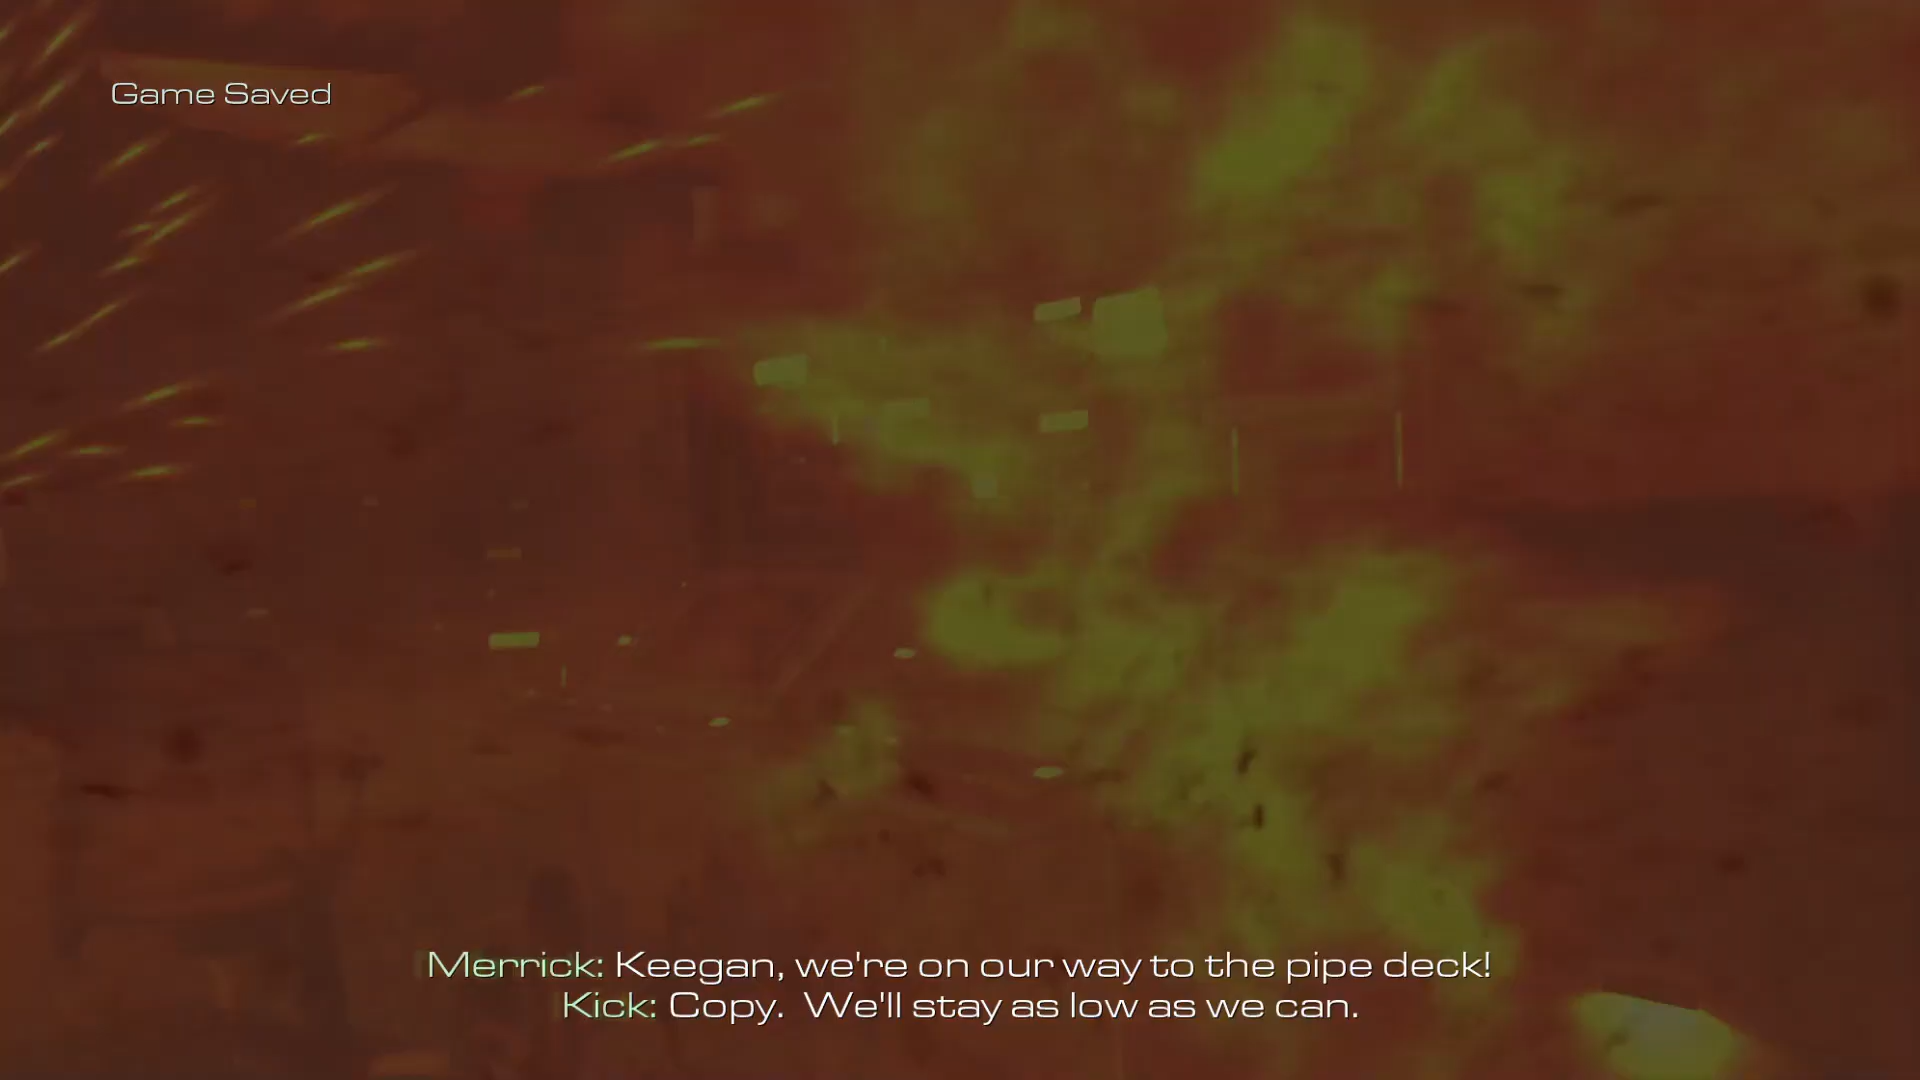 Game Saved
Merrick: Keegan, we're on our way to the pipe deck!
Kick: Copy.  We'll stay as low as we can.